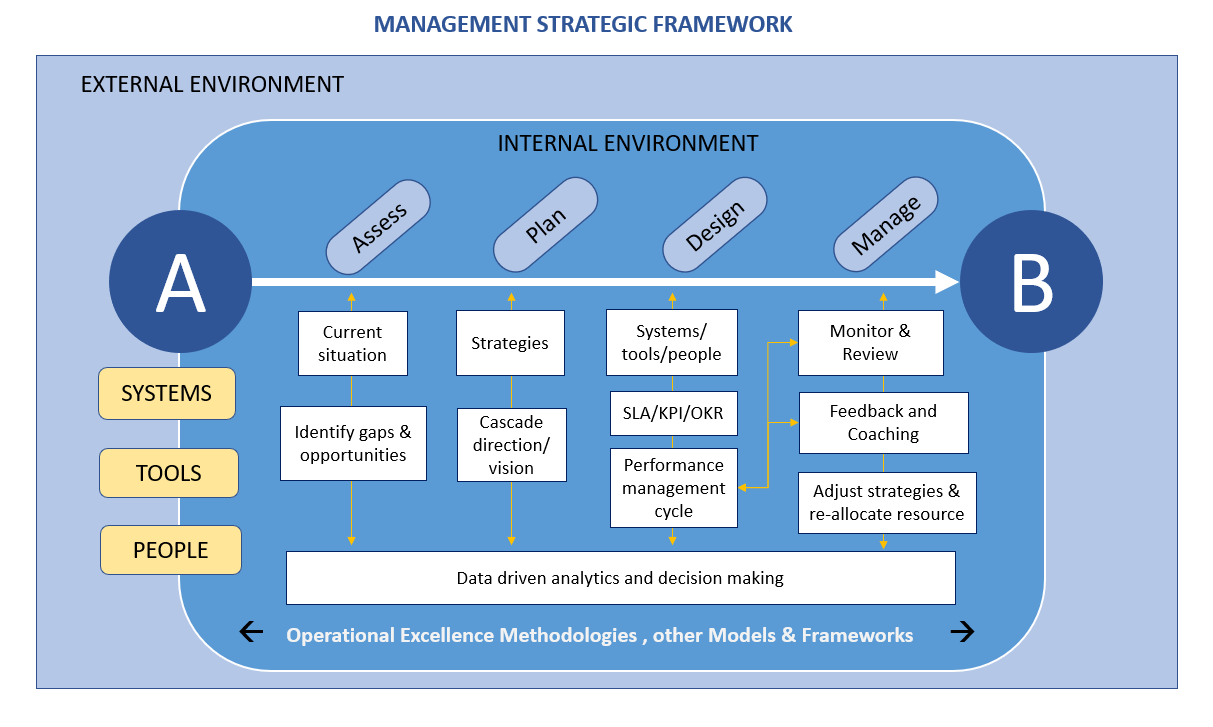 MANAGEMENT STRATEGIC FRAMEWORK
EXTERNAL ENVIRONMENT
INTERNAL ENVIRONMENT
Assess
Plan
Design
Manage
A
B
Current
situation
Identify gaps &
opportunities
Strategies
Cascade
direction/
vision
Systems/
tools/people
SLA/KPI/OKR
Performance
management
cycle
Monitor &
Review
Feedback and
Coaching
Adjust strategies &
re-allocate resource
SYSTEMS
TOOLS
PEOPLE
Data driven analytics and decision making
Operational Excellence Methodologies , other Models & Frameworks